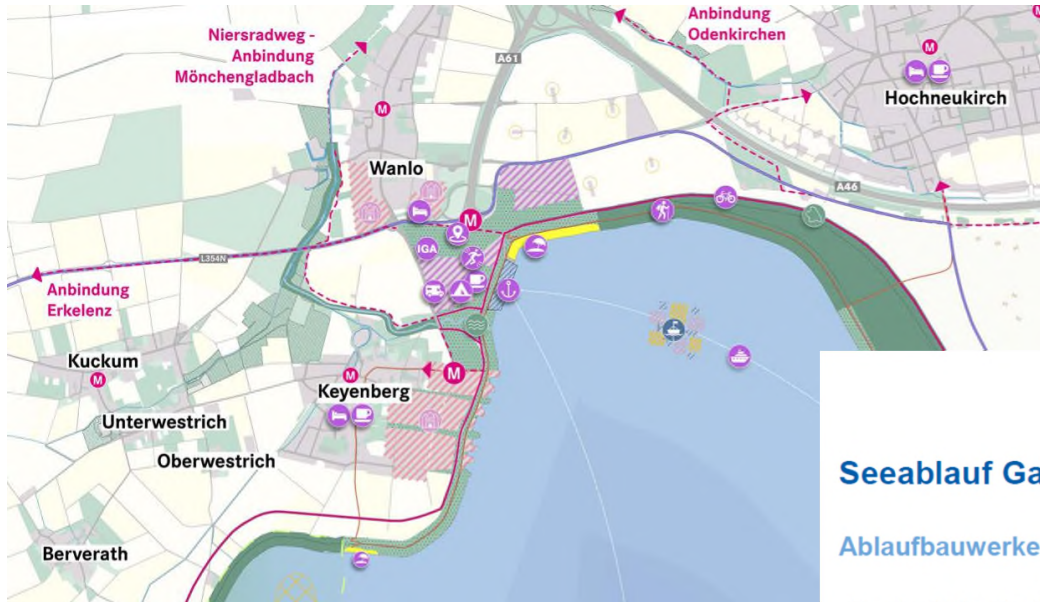 Niersradweg -
Anbindung
Mönchengladbach
A61
Anbindung
Odenkirchen
M
M
Hochneukirch
Wanlo
A46
M
IGA
L354N
Anbindung
Erkelenz
Kuckum
M
M
M
Keyenberg
Unterwestrich
Oberwestrich
Berverath
Seeablauf Ga
Ablaufbauwerke